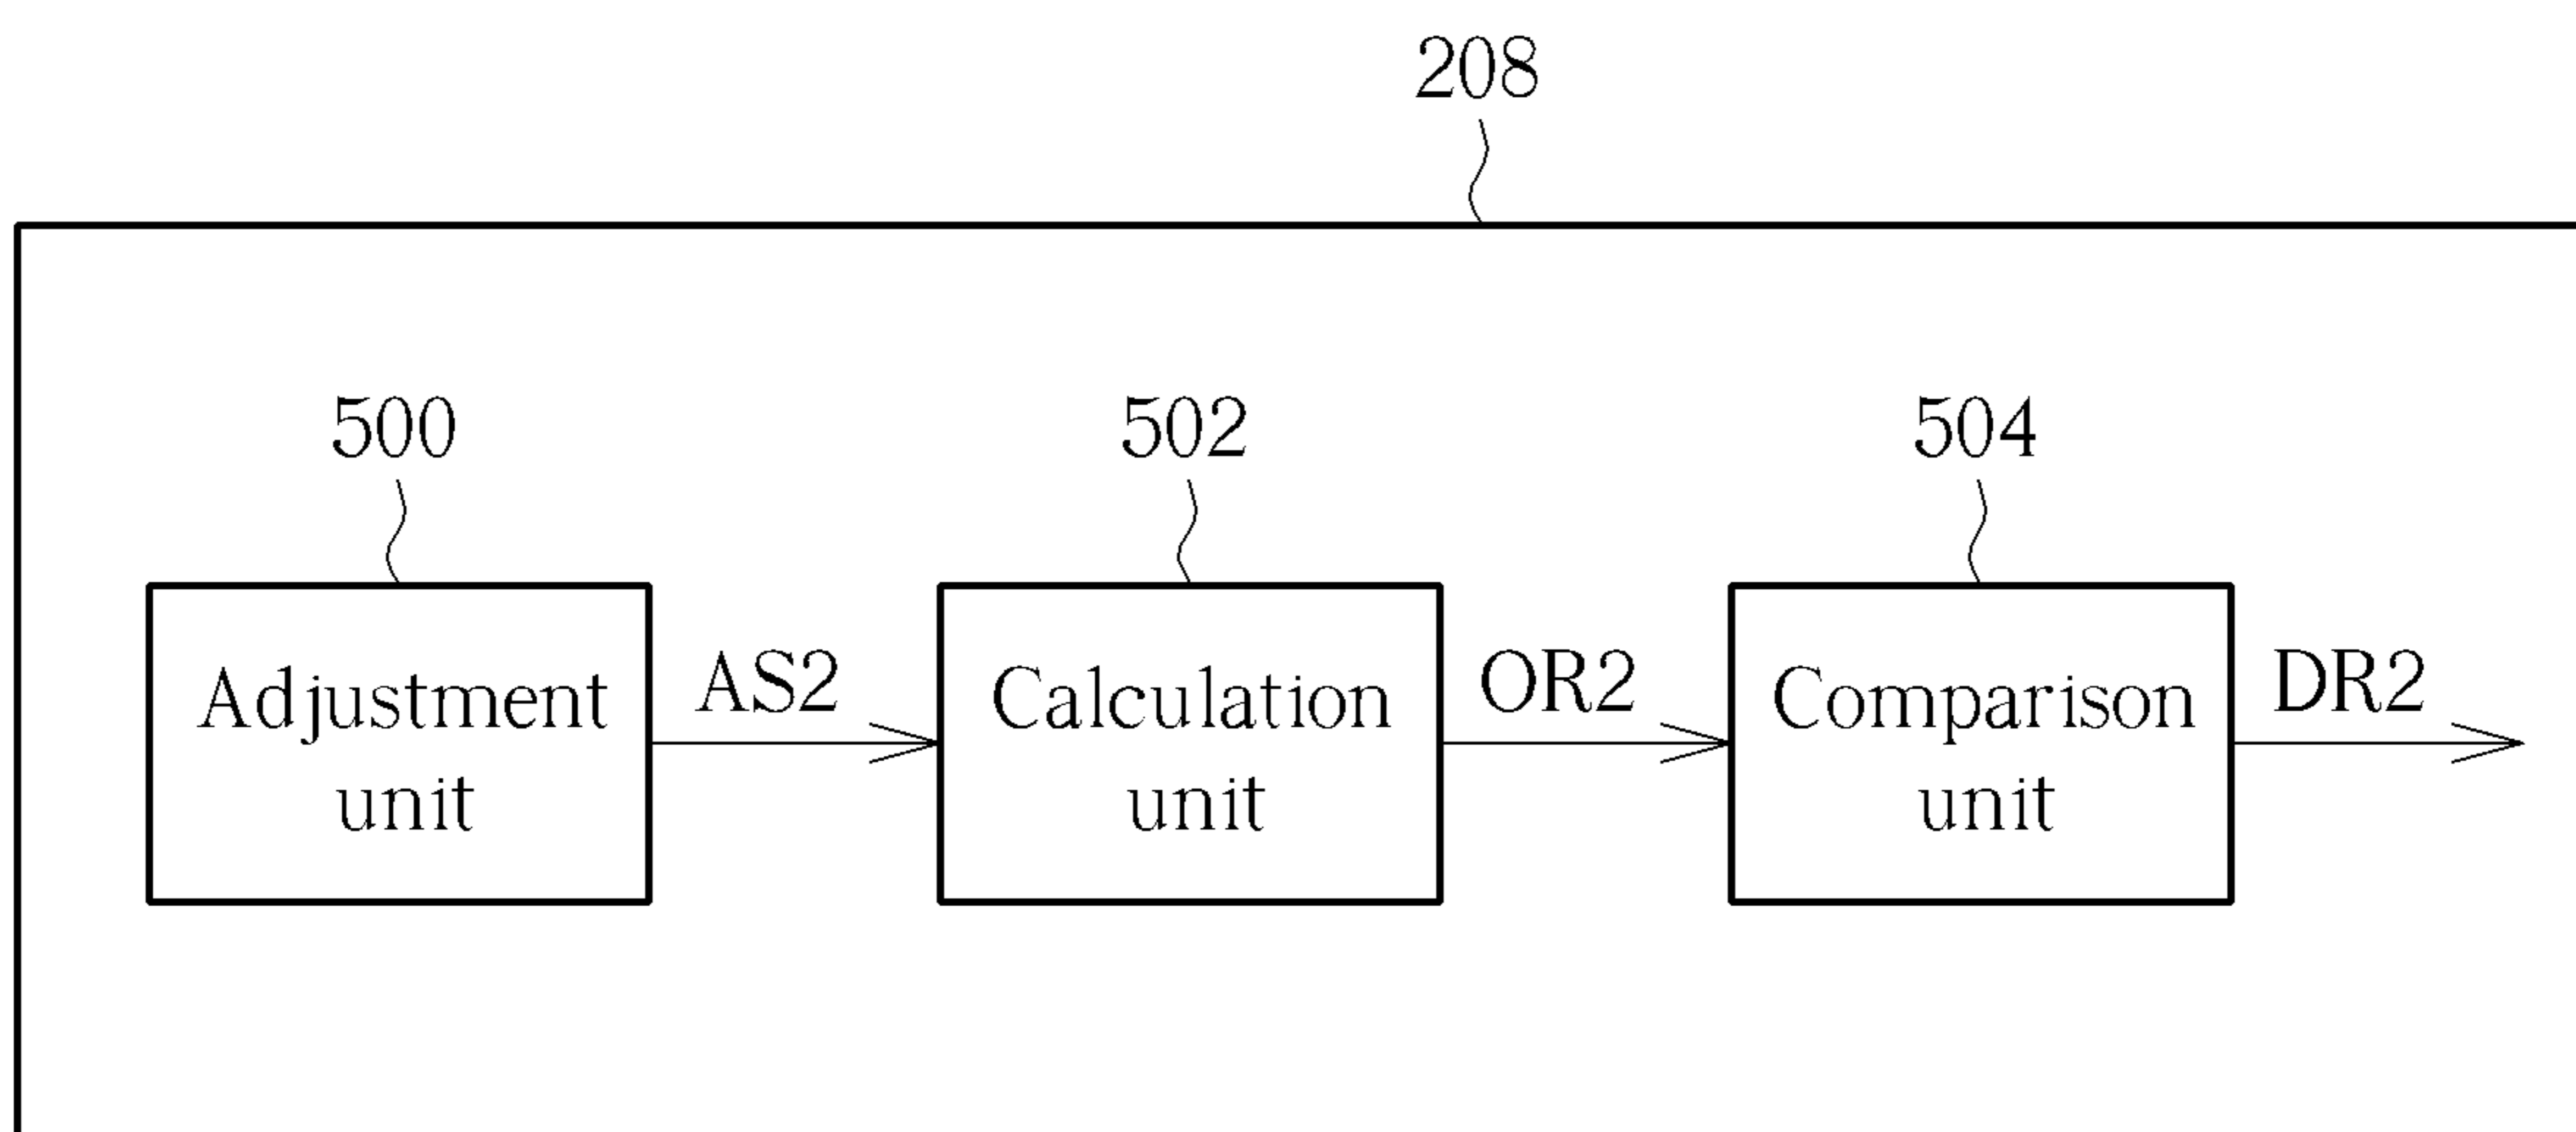 208
500
502
504
Adjustment
unit
AS2
Calculation
unit
OR2
Comparison
unit
DR2